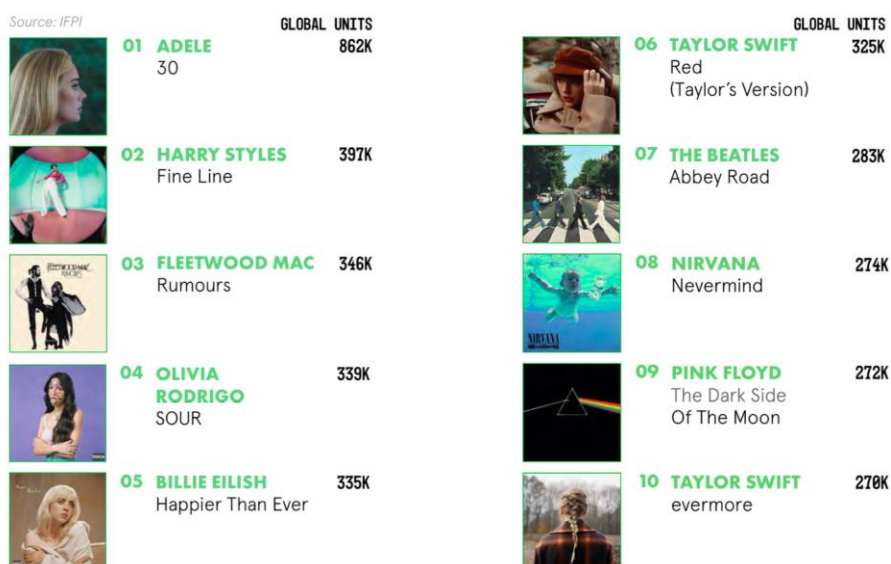 Source: IFPI
GLOBAL UNITS
01 ADELE 862K
30
02 HARRY STYLES 397K
Fine Line
03 FLEETWOOD MAC 346K
Rumours
04 OLIVIA 339K
RODRIGO
SOUR
05 BILLIE EILISH 335K
Happier Than Ever
GLOBAL UNITS
06 TAYLOR SWIFT 325K
Red
(Taylor's Version)
07 THE BEATLES 283K
Abbey Road
08 NIRVANA 274K
Nevermind
NIRVANA
09 PINK FLOYD 272K
The Dark Side
Of The Moon
10 TAYLOR SWIFT 270K
evermore